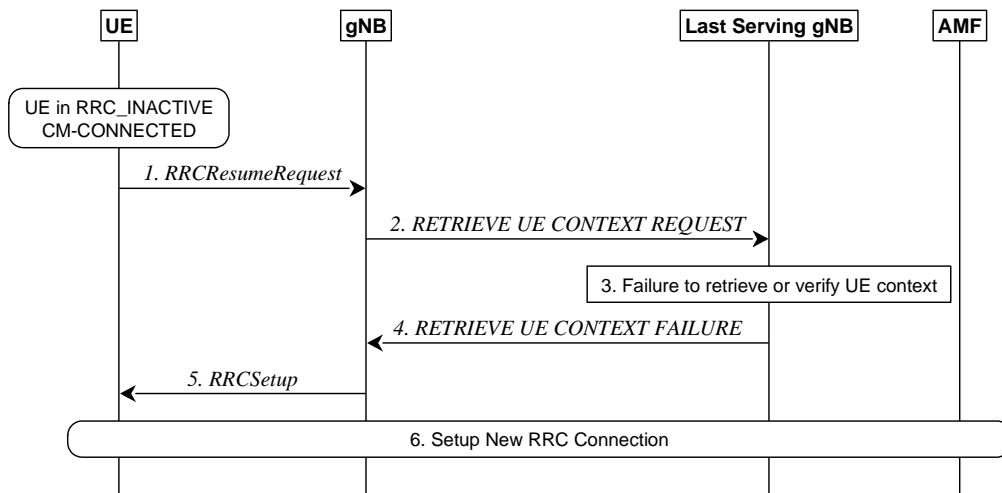 UE
gNB
Last Serving gNB
AMF
UE in RRC_INACTIVE
CM-CONNECTED
1. RRCResumeRequest
2. RETRIEVE UE CONTEXT REQUEST
3. Failure to retrieve or verify UE context
4. RETRIEVE UE CONTEXT FAILURE
5. RRCSetup
6. Setup New RRC Connection